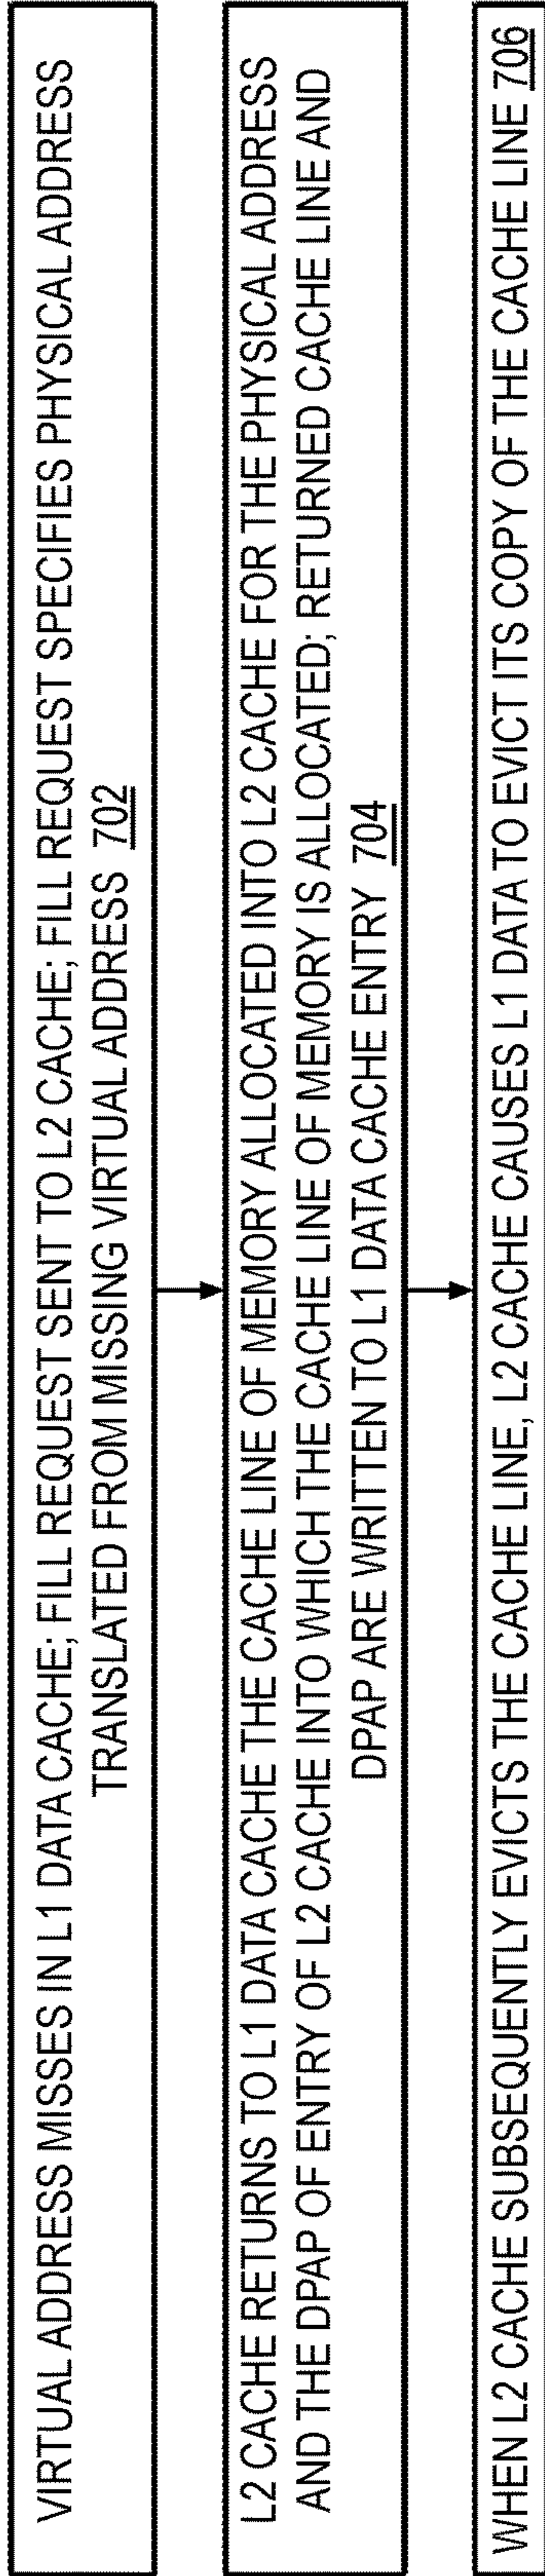 VIRTUAL ADDRESS MISSES IN L1 DATA CACHE; FILL REQUEST SENT TO L2 CACHE; FILL REQUEST SPECIFIES PHYSICAL ADDRESS
TRANSLATED FROM MISSING VIRTUAL ADDRESS 702
L2 CACHE RETURNS TO L1 DATA CACHE THE CACHE LINE OF MEMORY ALLOCATED INTO L2 CACHE FOR THE PHYSICAL ADDRESS
AND THE DPAP OF ENTRY OF L2 CACHE INTO WHICH THE CACHE LINE OF MEMORY IS ALLOCATED; RETURNED CACHE LINE AND
DPAP ARE WRITTEN TO L1 DATA CACHE ENTRY 704
WHEN L2 CACHE SUBSEQUENTLY EVICTS THE CACHE LINE, L2 CACHE CAUSES L1 DATA TO EVICT ITS COPY OF THE CACHE LINE 706